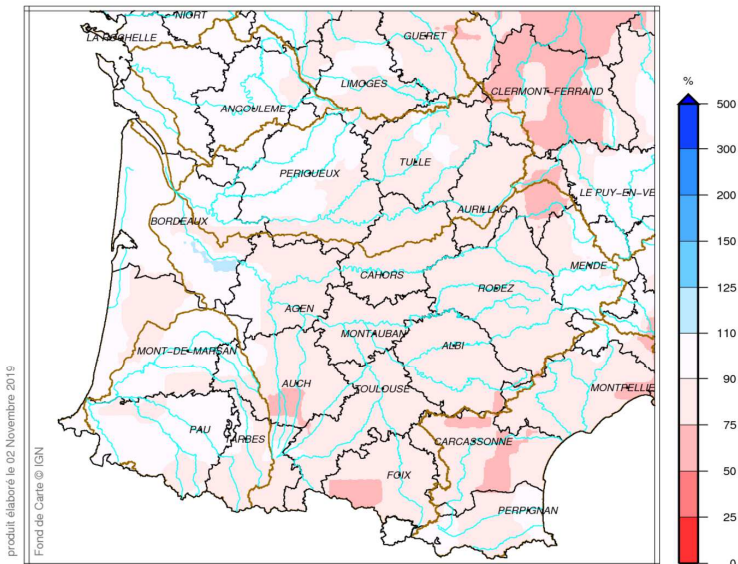 NIORT
LA ROCHELLE
GUERET
LIMOGES
ANGOULEME
CLERMONT-FERRAND
PERIGUEUX
TULLE
AURILLAC
LE PUY-EN-VE
BORDEAUX
CAHORS
MENDE
RODEZ
AGEN
MONTAUBAN
ALBI
MONT-DE-MARSAN
AUCH
TOULOUSE
MONTPELLIE
PAU
TARBES
CARCASSONNE
FOIX
PERPIGNAN
%
500
300
200
150
125
110
90
75
50
25
0
produit élaboré le 02 Novembre 2019
Fond de Carte © IGN